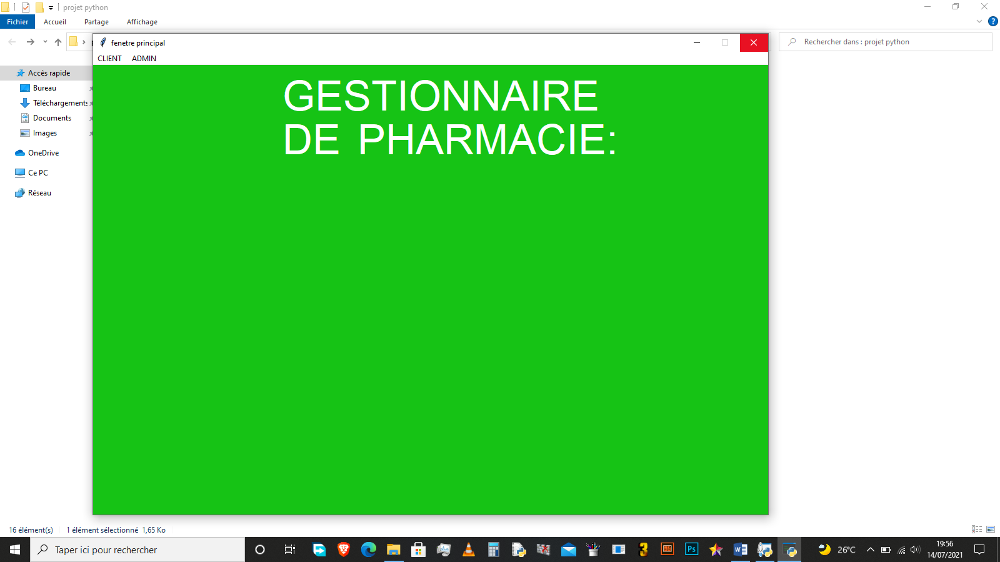 projet python
Fichier Accueil Partage Affichage
Rechercher dans : projet python
fenetre principal
CLIENT ADMIN
GESTIONNAIRE
DE PHARMACIE:
Accès rapide
Bureau
Téléchargements
Documents
Images
OneDrive
Ce PC
Réseau
16 élément(s) 1 élément sélectionné 1,65 Ko
Taper ici pour rechercher
3
Ps
W
26°C
19:56
14/07/2021